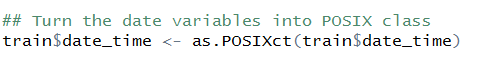 ## Turn the date variables into POSIX class
train$date_time <- as.POSIXct(train$date_time)